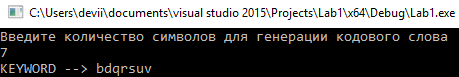 C:\Users\devii\documents\visual studio 2015\Projects\Lab1\x64\Debug\Lab1.exe
Введите количество символов для генерации кодового слова
7
KEYWORD --> bdqrsuv